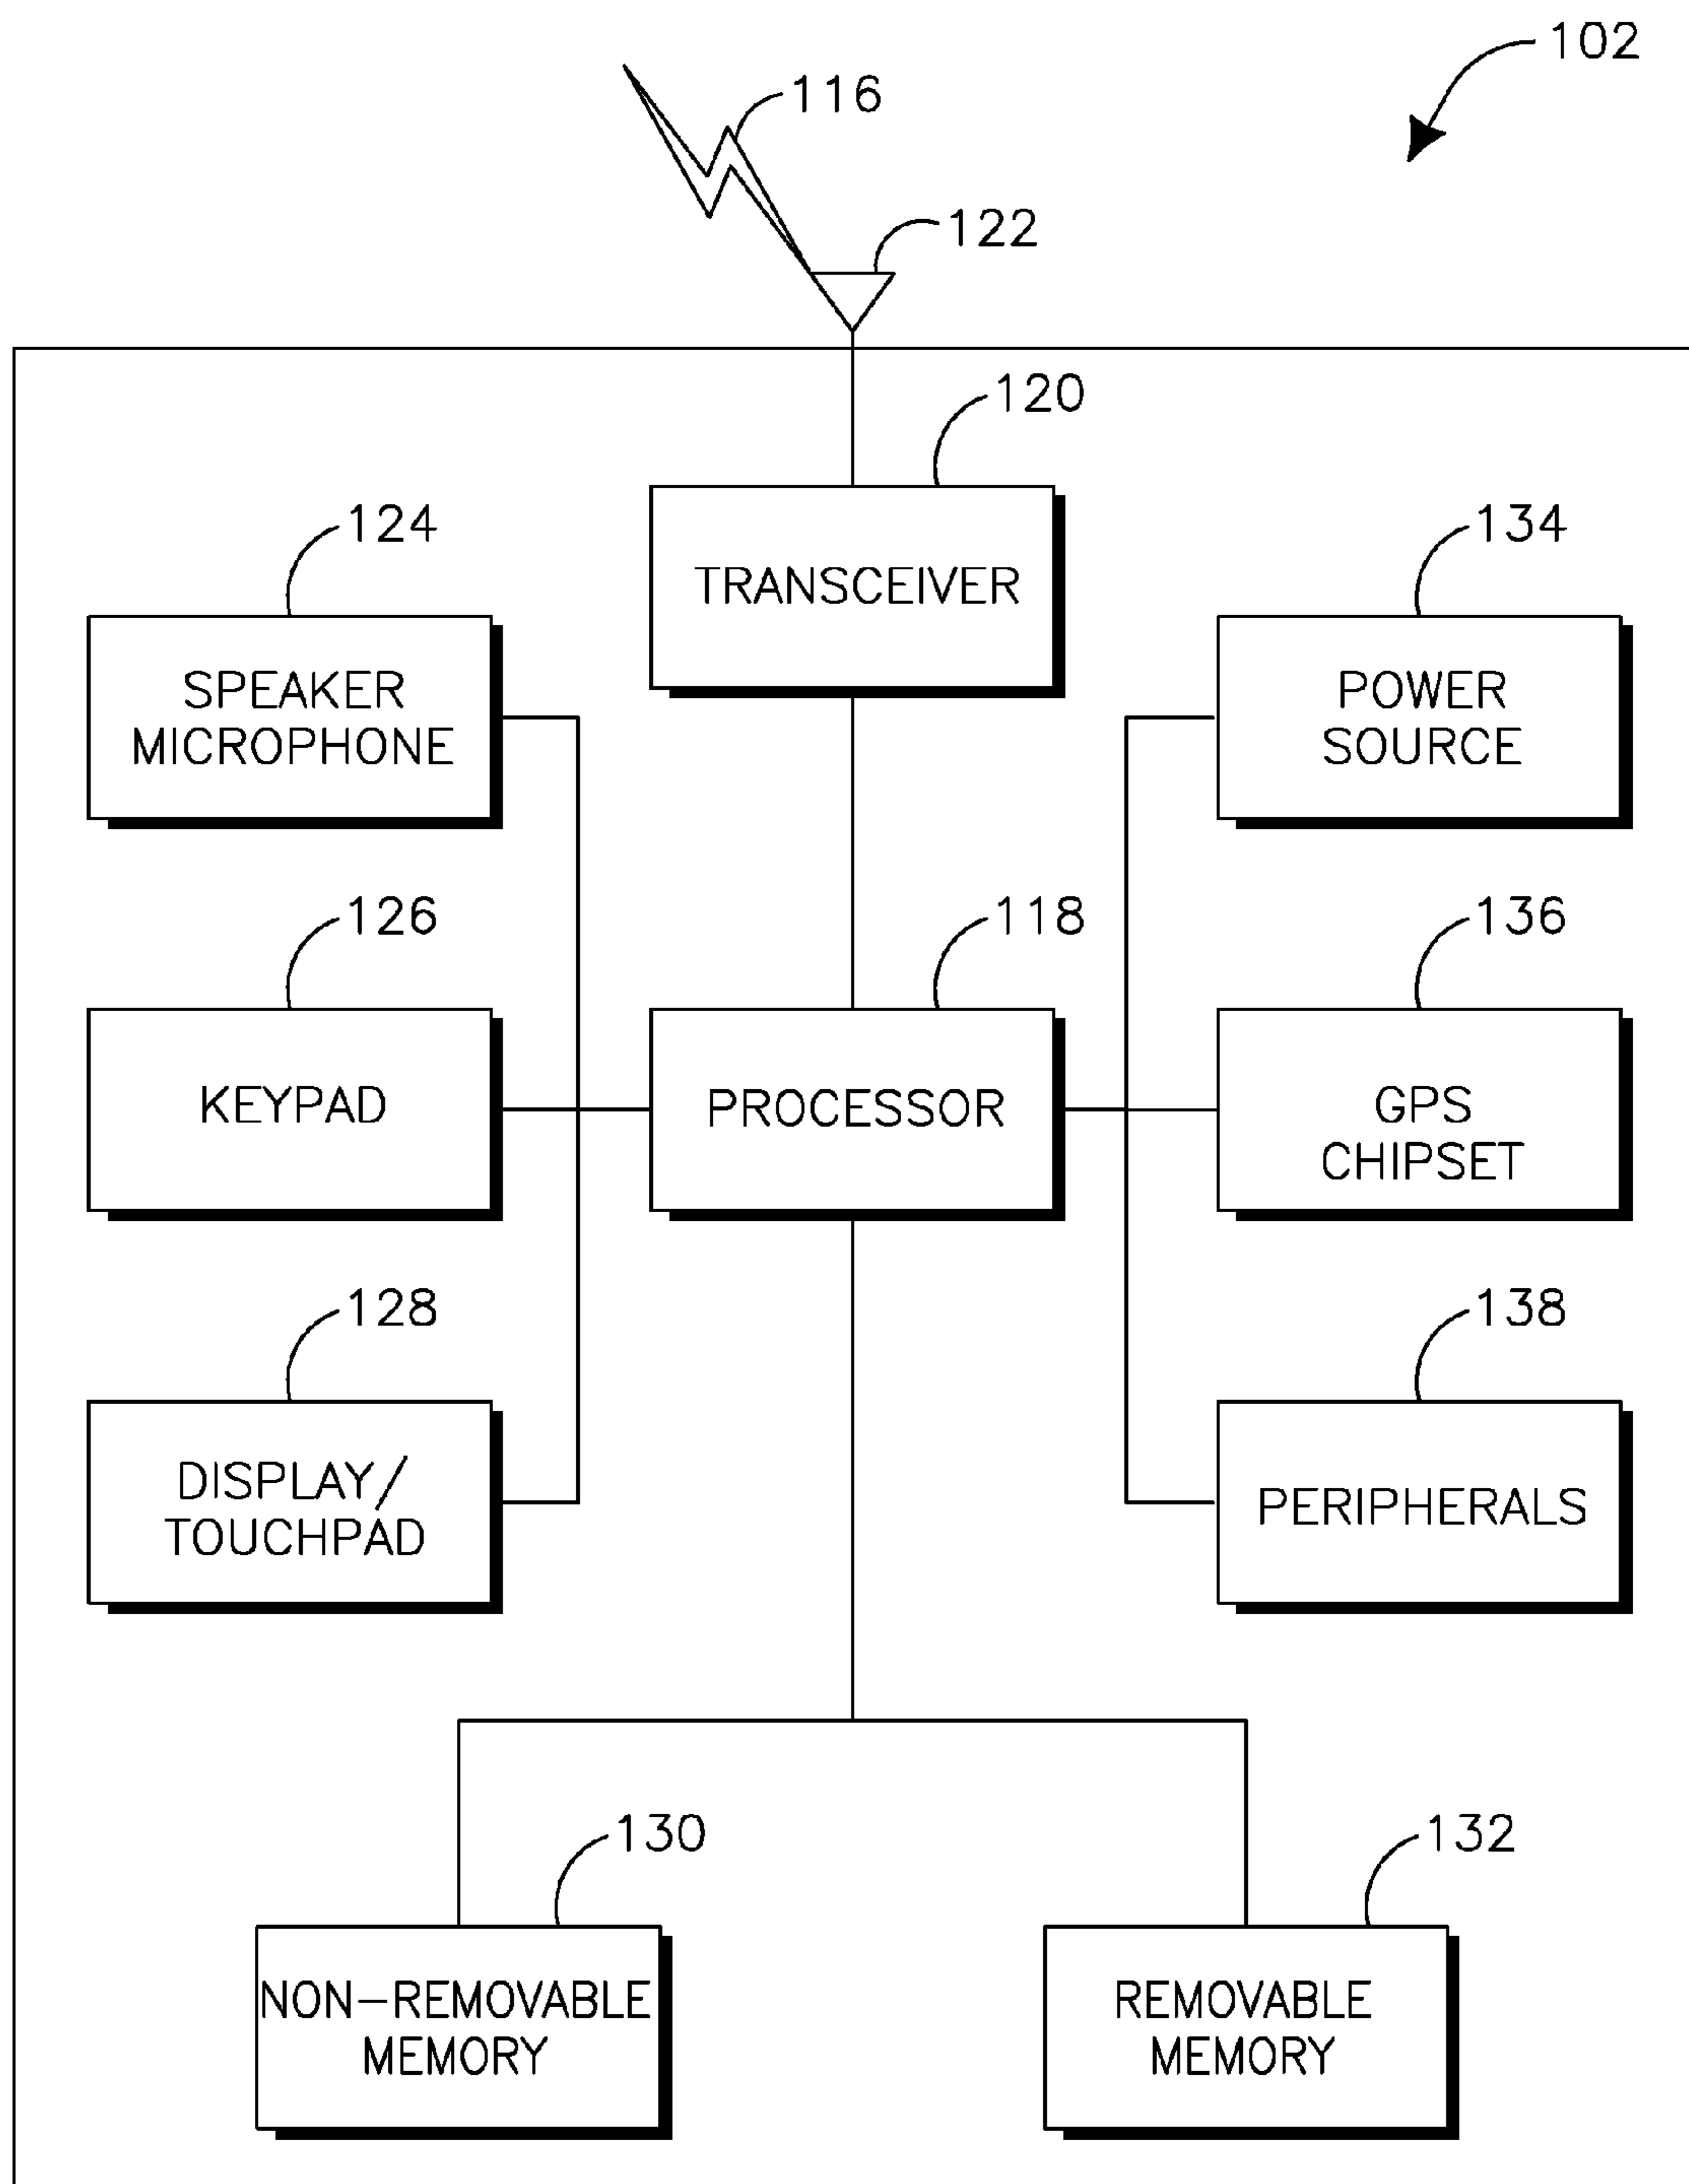 102
116
122
120
TRANSCEIVER
124
SPEAKER
MICROPHONE
134
POWER
SOURCE
126
KEYPAD
118
PROCESSOR
136
GPS
CHIPSET
128
DISPLAY/
TOUCHPAD
138
PERIPHERALS
130
NON-REMOVABLE
MEMORY
132
REMOVABLE
MEMORY